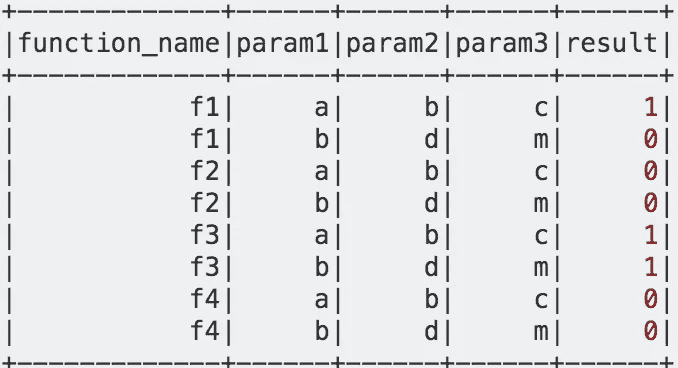 +-------------+------+------+------+------+
|function_name|param1|param2|param3|result|
+-------------+------+------+------+------+
|           f1|     a|     b|     c|     1|
|           f1|     b|     d|     m|     0|
|           f2|     a|     b|     c|     0|
|           f2|     b|     d|     m|     0|
|           f3|     a|     b|     c|     1|
|           f3|     b|     d|     m|     1|
|           f4|     a|     b|     c|     0|
|           f4|     b|     d|     m|     0|
+-------------+------+------+------+------+